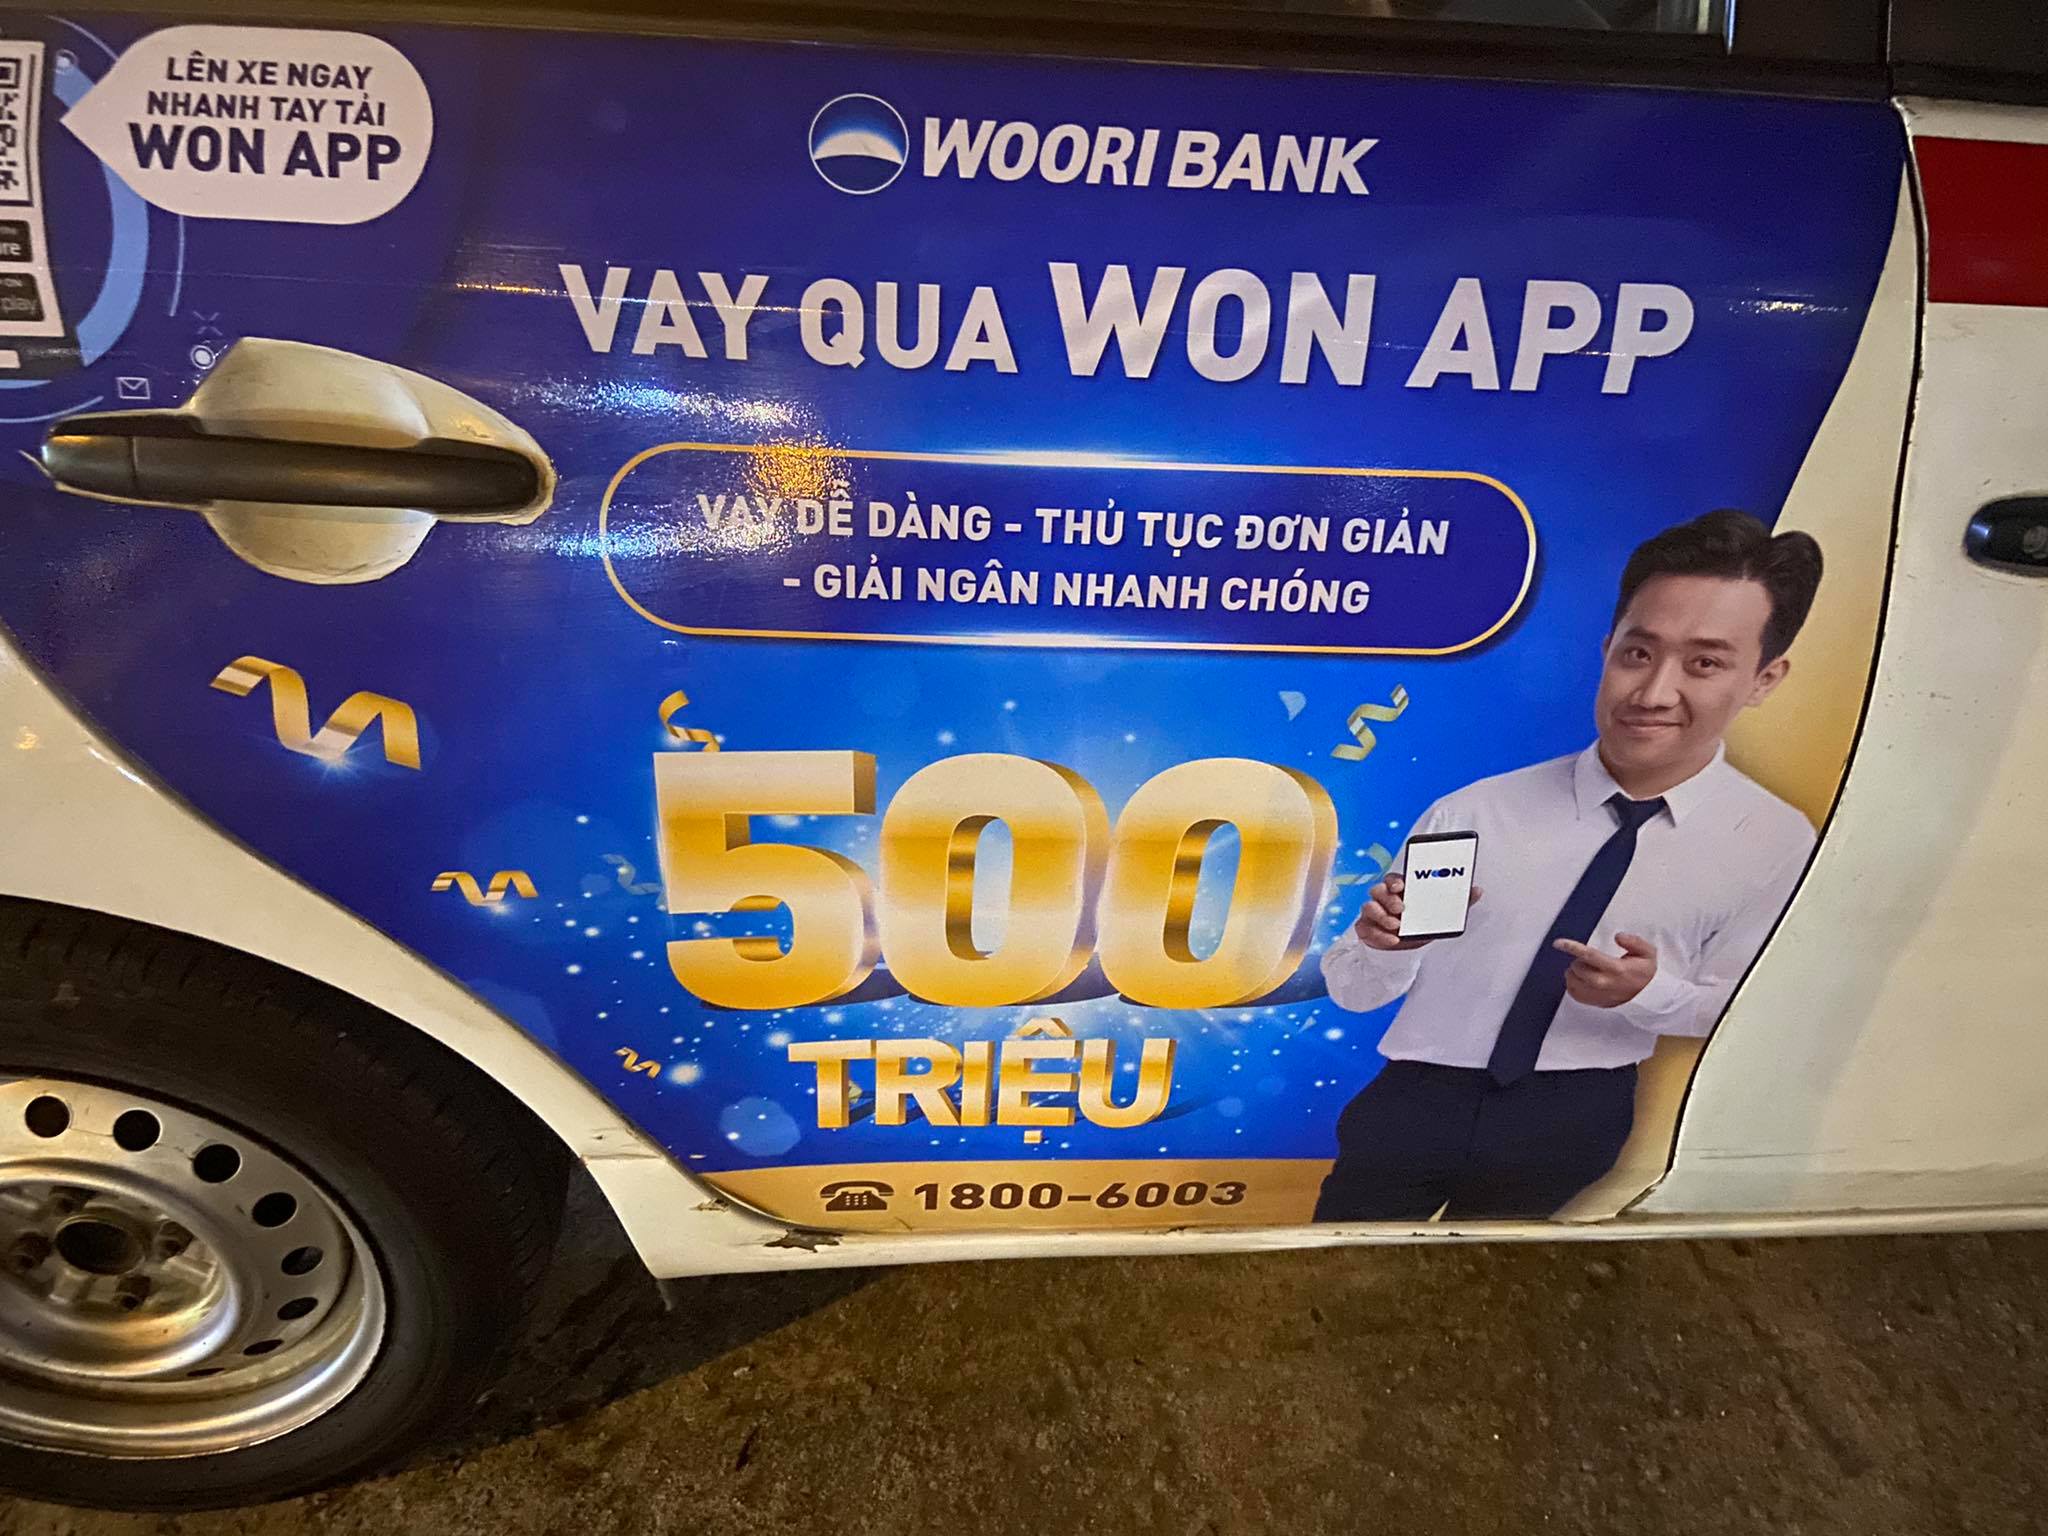 LÊN XE NGAY
NHANH TAY TẢI
WON APP
WOORI BANK
VAY QUA WON APP
VAY DỄ DÀNG - THỦ TỤC ĐƠN GIẢN
- GIẢI NGÂN NHANH CHÓNG
500
TRIỆU
WON
1800-6003
play